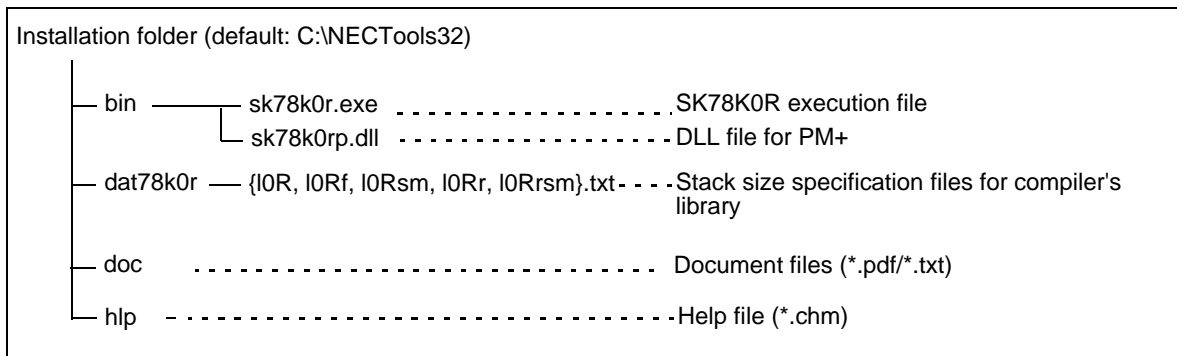 Installation folder (default: C:\NECTools32)
bin sk78k0r.exe SK78K0R execution file
sk78k0rp.dll DLL file for PM+
dat78k0r {l0R, l0Rf, l0Rsm, l0Rr, l0Rrsm}.txt Stack size specification files for compiler's
library
doc Document files (*.pdf/*.txt)
hlp Help file (*.chm)